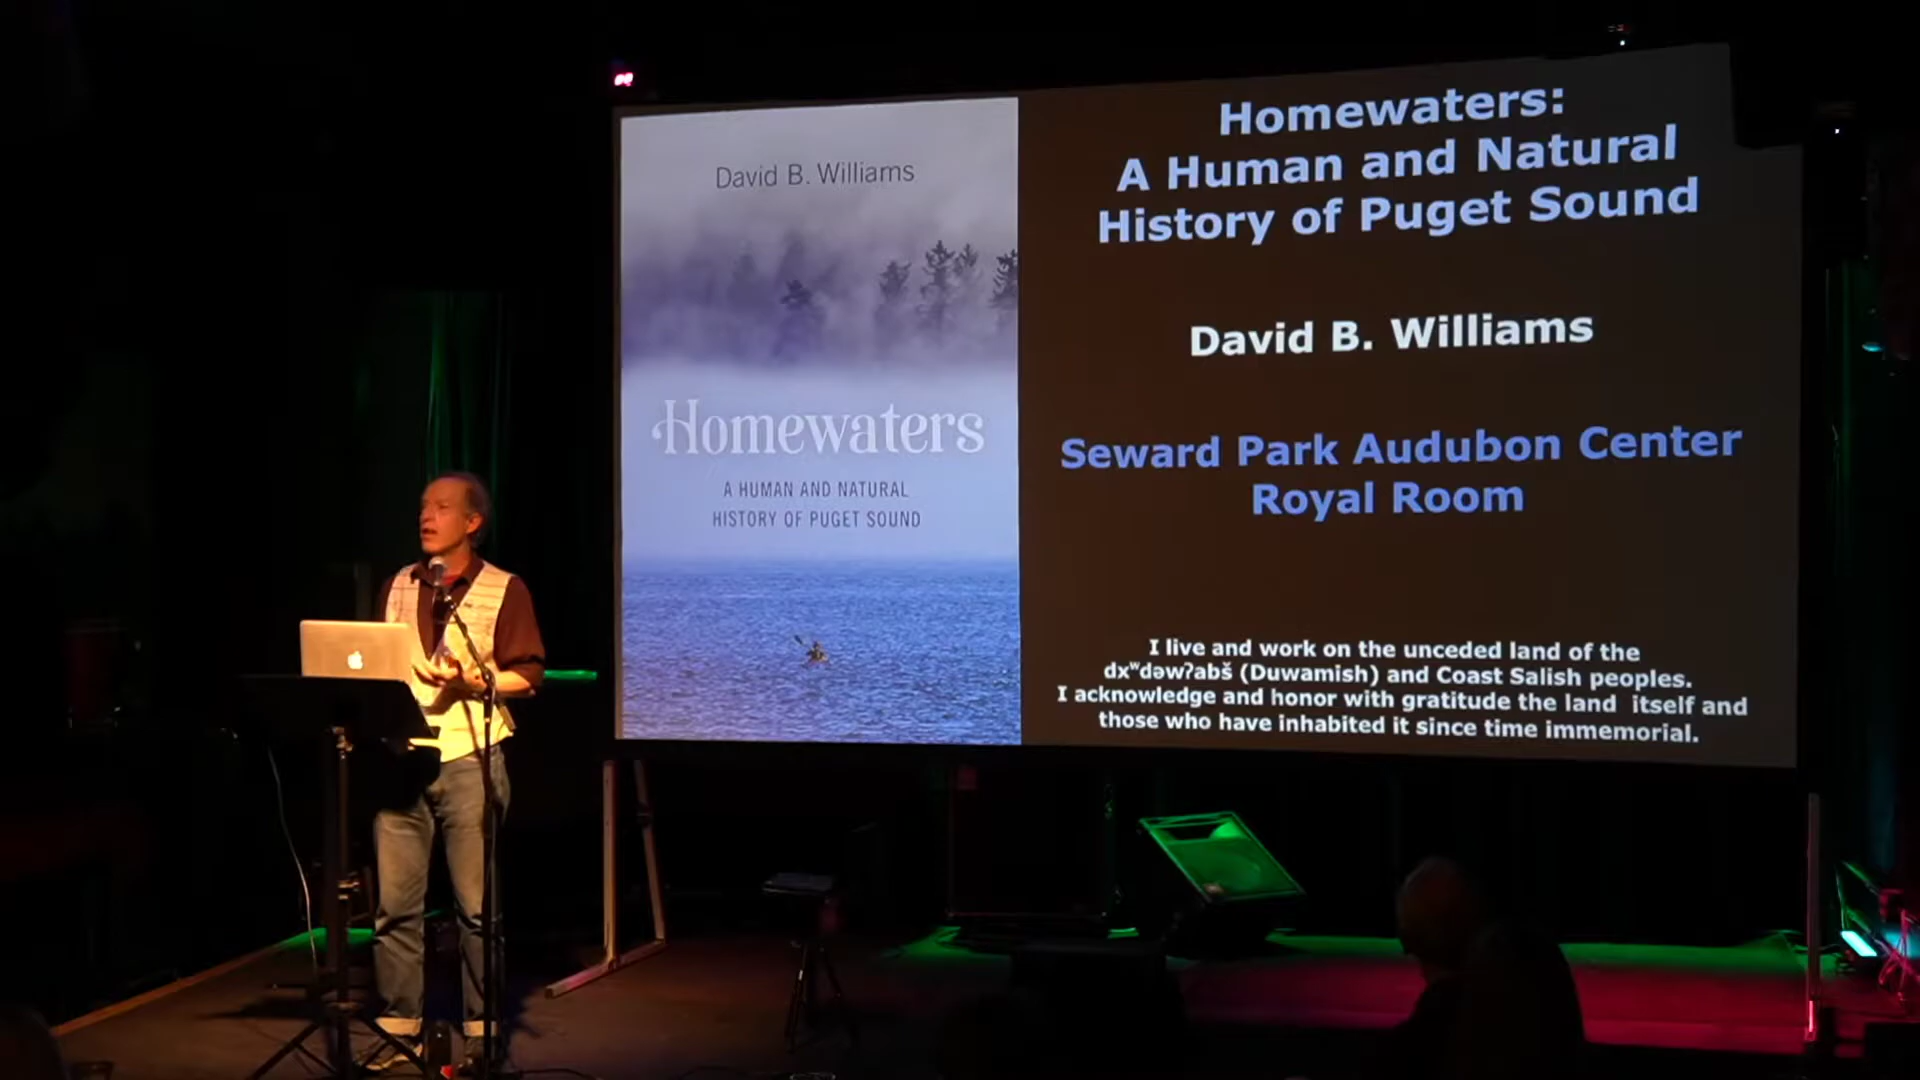 David B. Williams
Homewaters
A HUMAN AND NATURAL
HISTORY OF PUGET SOUND
Homewaters:
A Human and Natural
History of Puget Sound
David B. Williams
Seward Park Audubon Center
Royal Room
I live and work on the unceded land of the
dxʷdəwʔabš (Duwamish) and Coast Salish peoples.
I acknowledge and honor with gratitude the land itself and
those who have inhabited it since time immemorial.